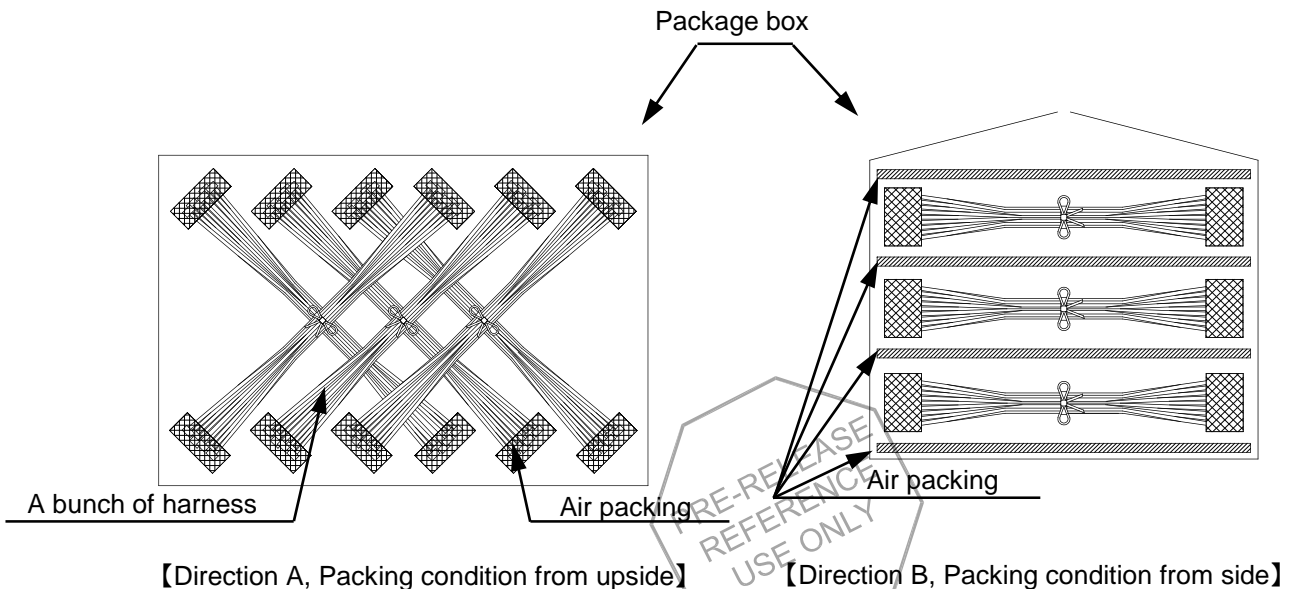 Package box
A bunch of harness
Air packing
Air packing
PRE-RELEASE
REFERENCE
USE ONLY
【Direction A, Packing condition from upside】
【Direction B, Packing condition from side】